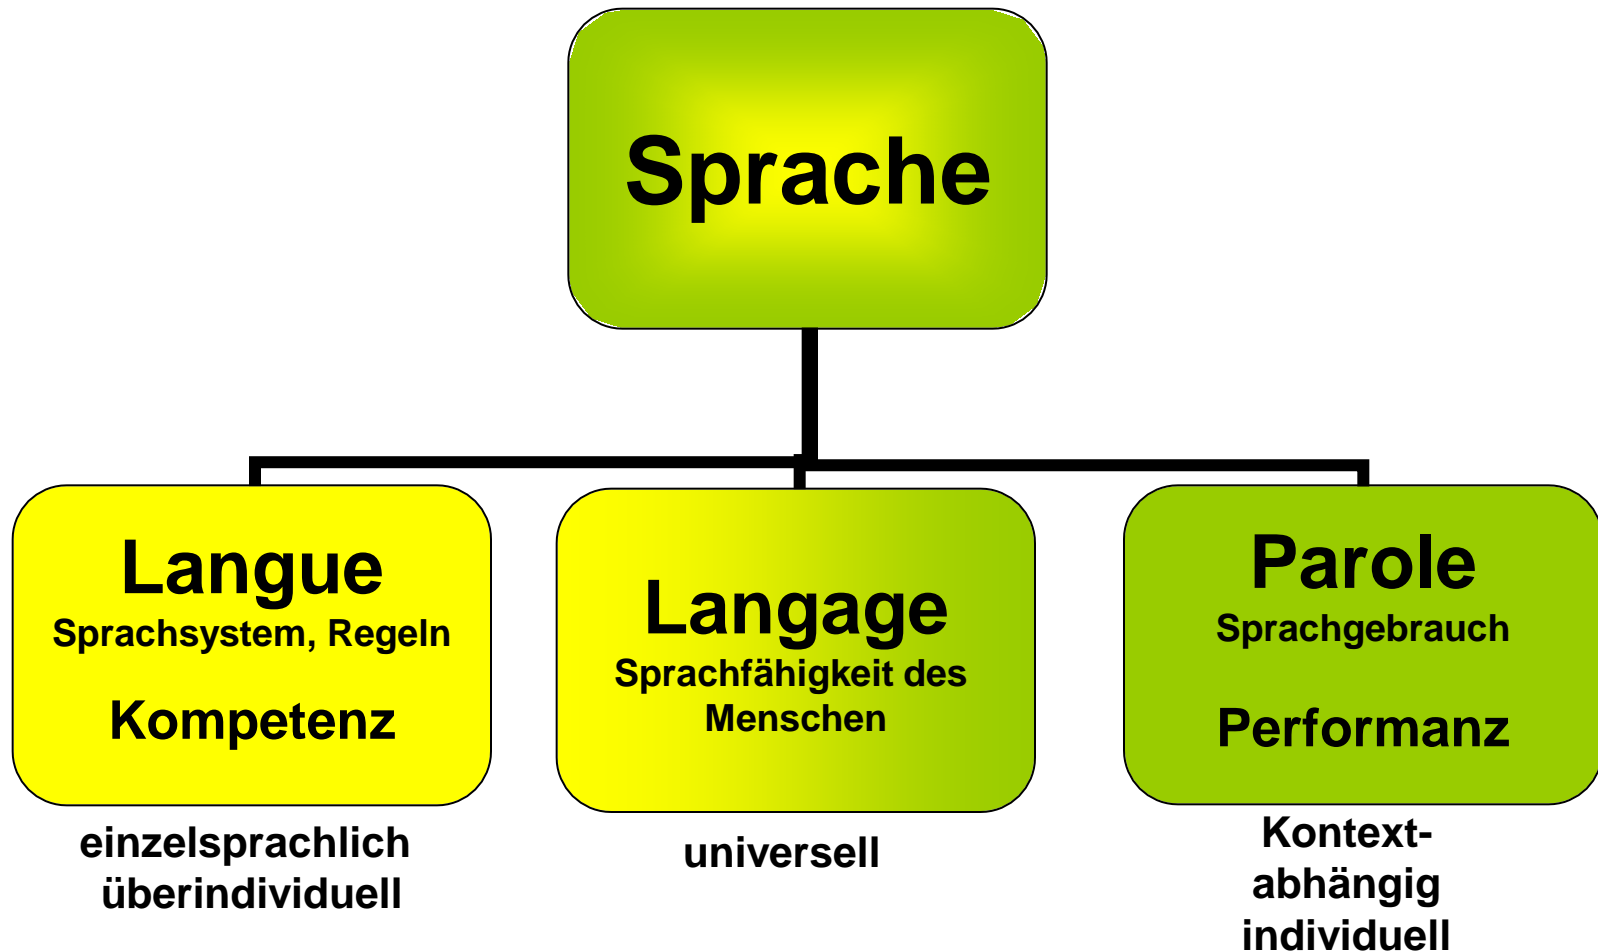 Sprache
Langue
Sprachsystem, Regeln
Kompetenz
einzelsprachlich
überindividuell
Langage
Sprachfähigkeit des
Menschen
universell
Parole
Sprachgebrauch
Performanz
Kontext-
abhängig
individuell